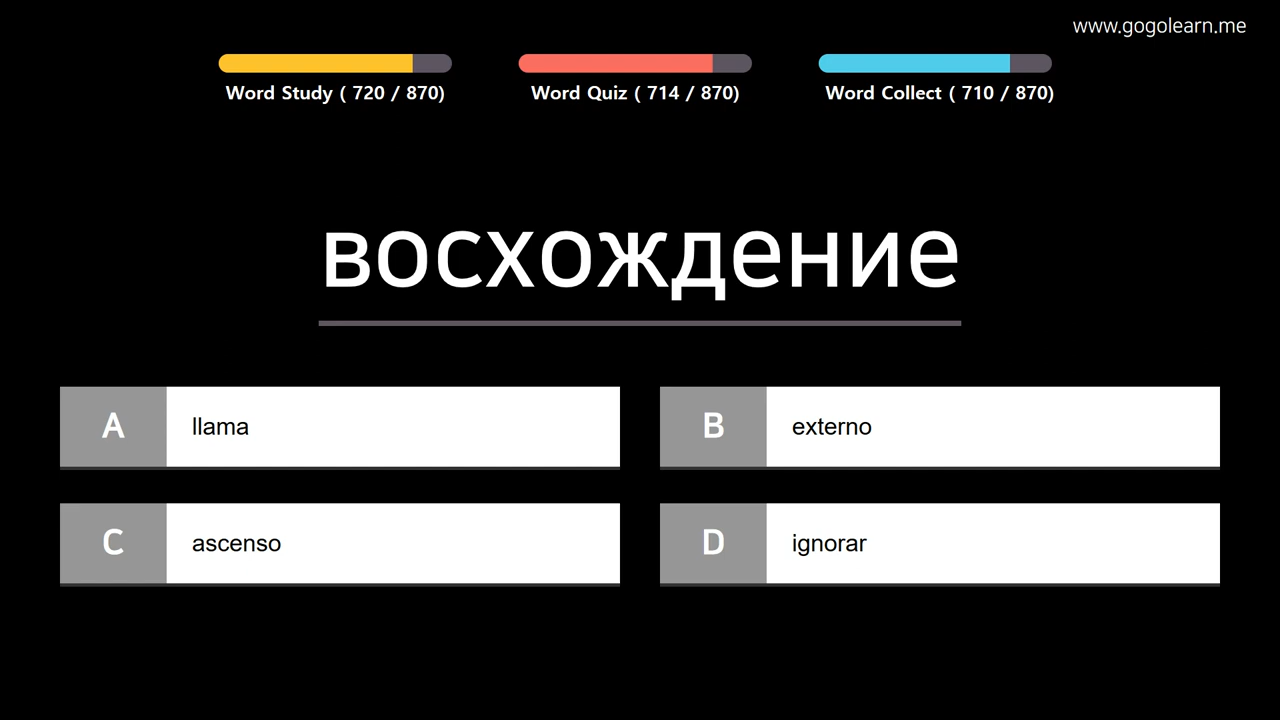 www.gogolearn.me
Word Study ( 720 / 870)
Word Quiz ( 714 / 870)
Word Collect ( 710 / 870)
восхождение
A llama
B externo
C ascenso
D ignorar